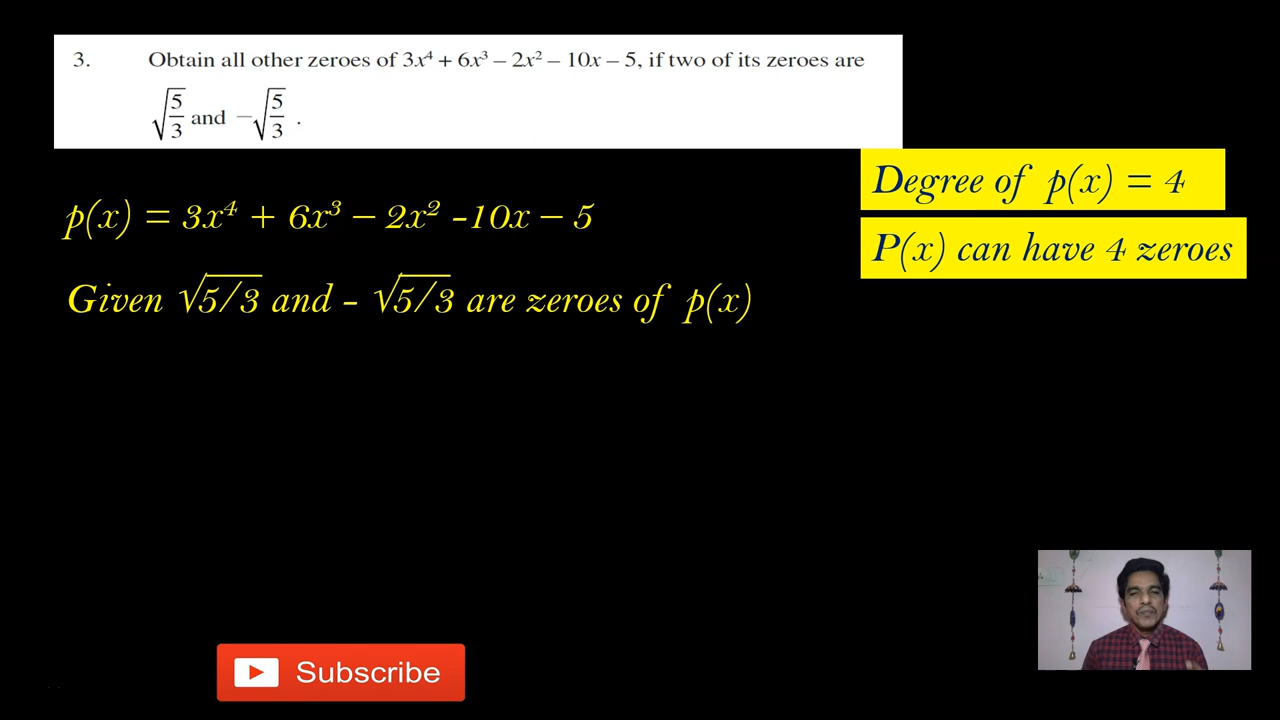 3. Obtain all other zeroes of 3x⁴ + 6x³ – 2x² – 10x – 5, if two of its zeroes are
√(5/3) and –√(5/3) .
Degree of p(x) = 4
p(x) = 3x⁴ + 6x³ – 2x² -10x – 5
P(x) can have 4 zeroes
Given √5/3 and - √5/3 are zeroes of p(x)
Subscribe